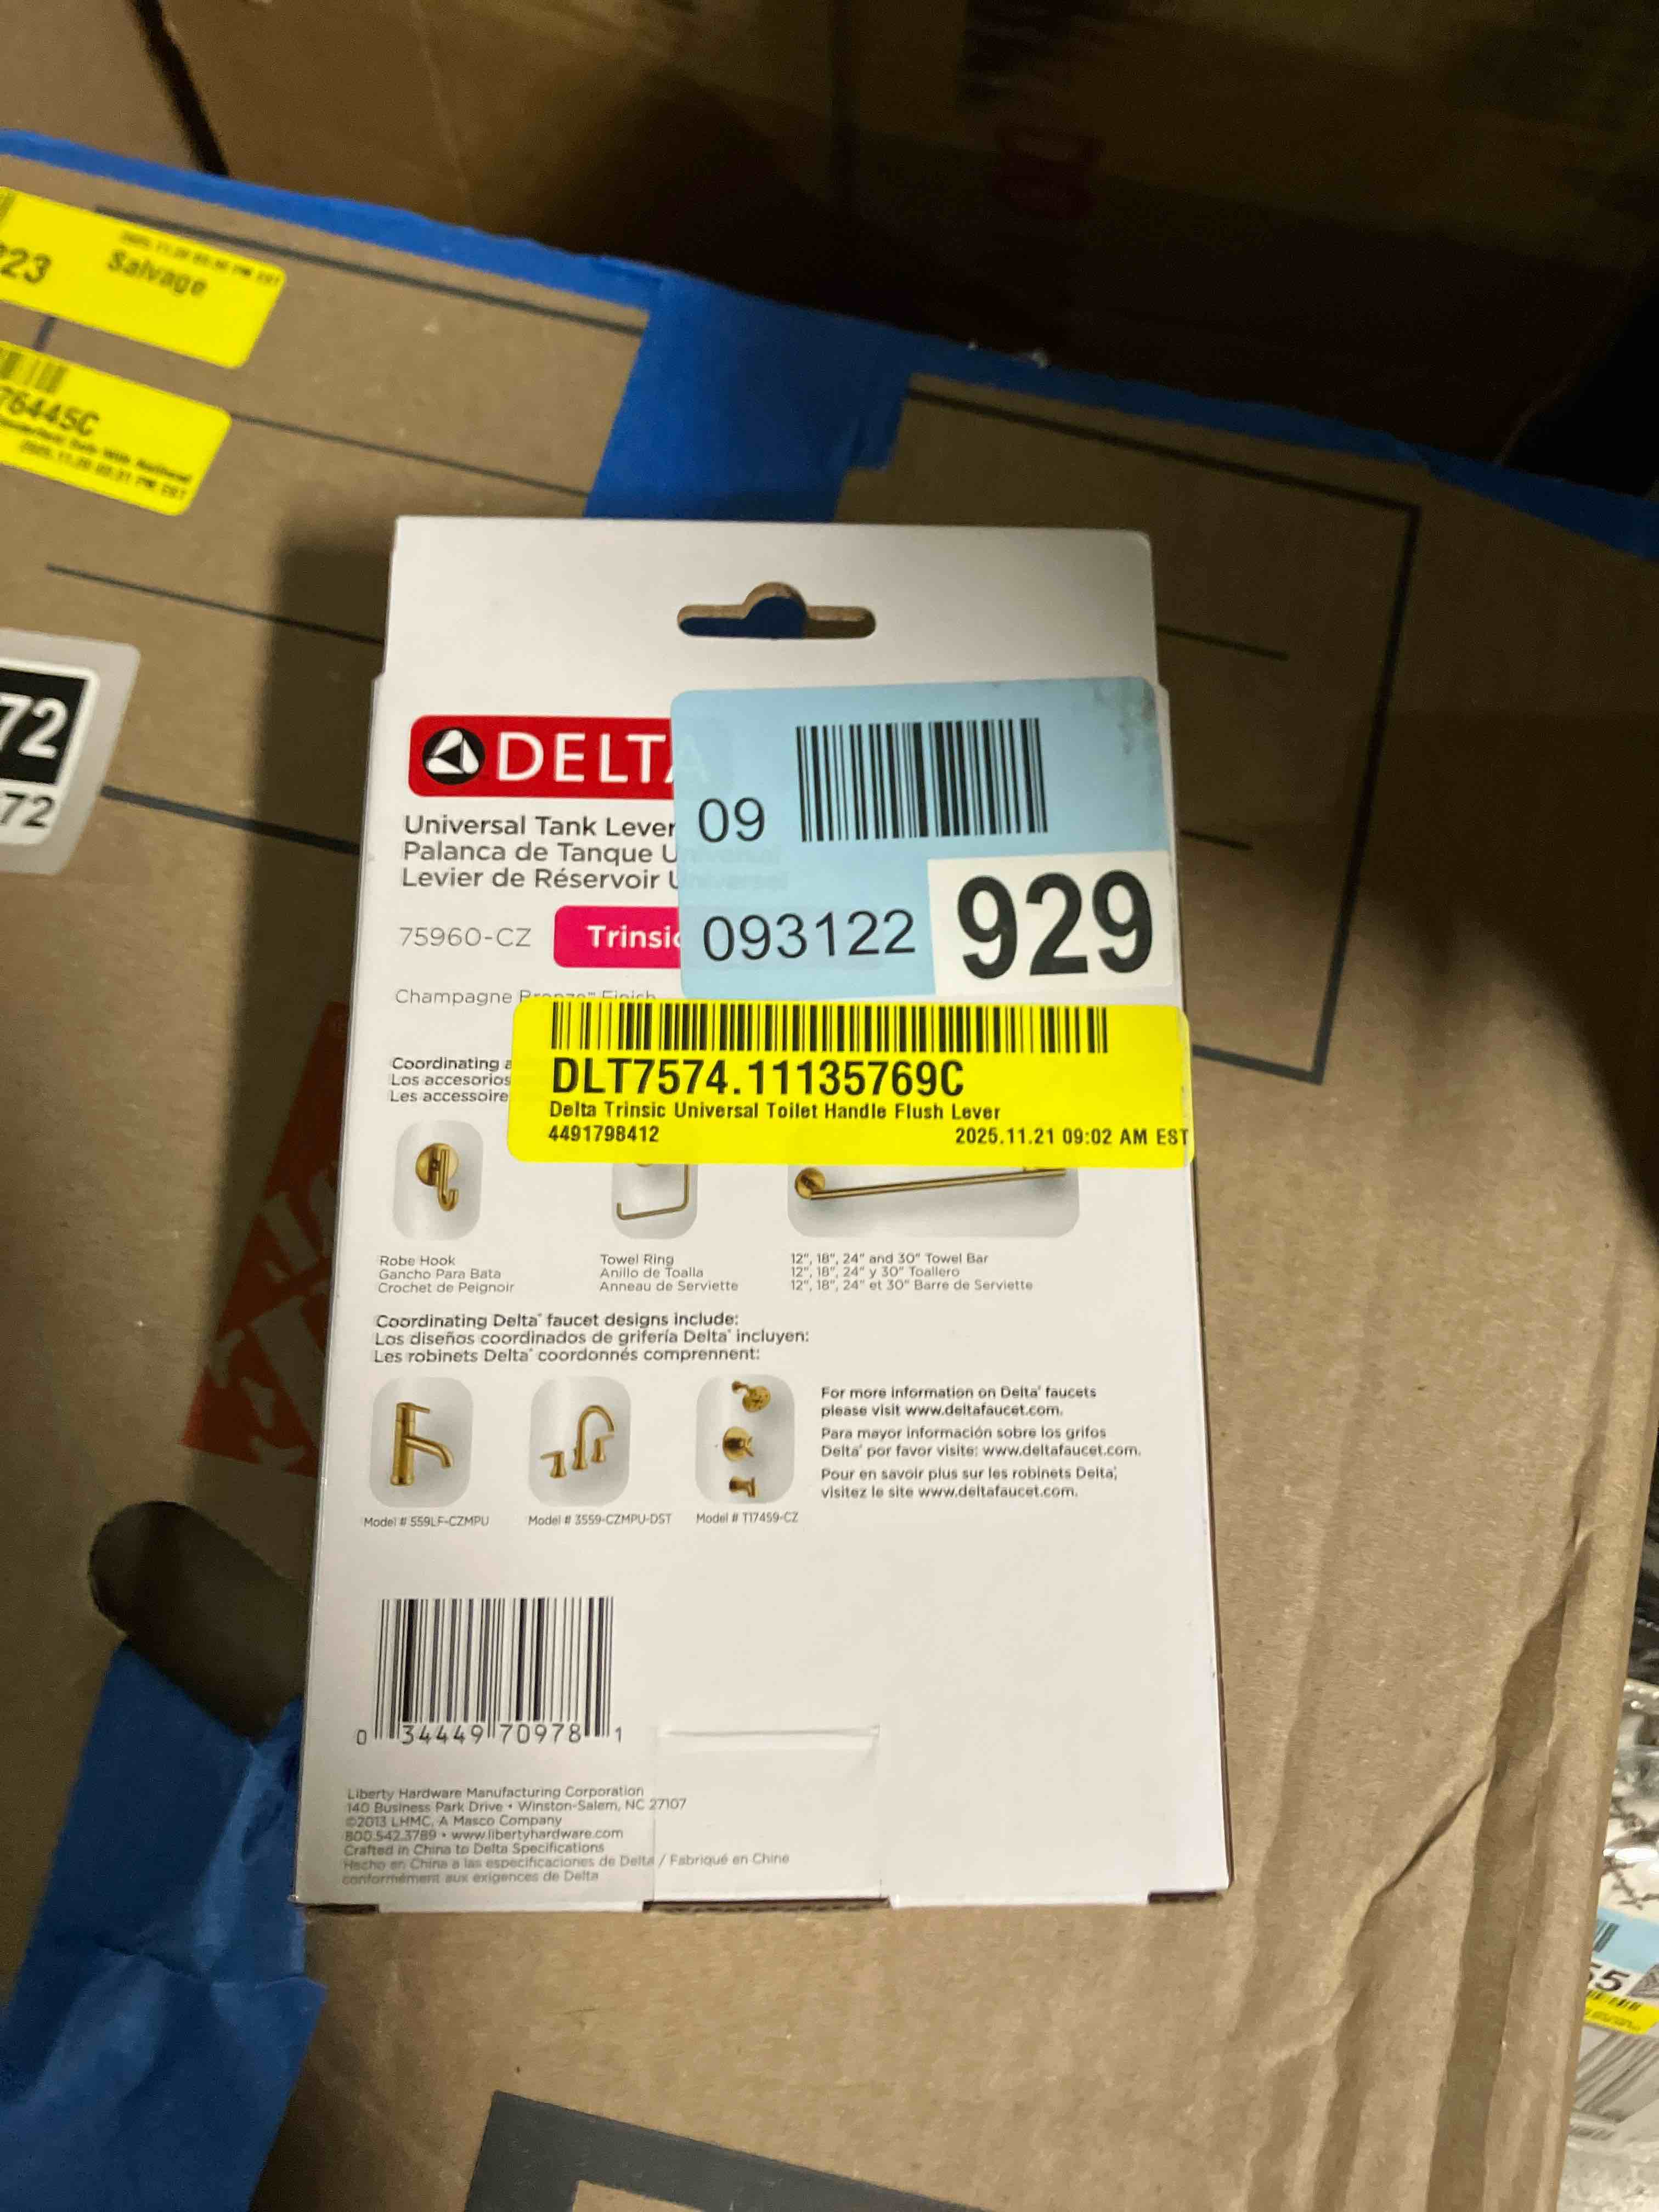 23
Salvage
76445C
72
72
DELTA
Universal Tank Lever
Palanca de Tanque Universal
Levier de Réservoir Universel
75960-CZ
Trinsic
Champagne Bronze™ Finish
09
093122
929
DLT7574.11135769C
Delta Trinsic Universal Toilet Handle Flush Lever
4491798412 2025.11.21 09:02 AM EST
Coordinating
Los accesorios
Les accessoire
Robe Hook
Gancho Para Bata
Crochet de Peignoir
Towel Ring
Anillo de Toalla
Anneau de Serviette
12", 18", 24" and 30" Towel Bar
12", 18", 24" y 30" Toallero
12", 18", 24" et 30" Barre de Serviette
Coordinating Delta® faucet designs include:
Los diseños coordinados de grifería Delta® incluyen:
Les robinets Delta® coordonnés comprennent:
Model # 559LF-CZMPU
Model # 3559-CZMPU-DST
Model # T17459-CZ
For more information on Delta® faucets
please visit www.deltafaucet.com.
Para mayor información sobre los grifos
Delta® por favor visite: www.deltafaucet.com.
Pour en savoir plus sur les robinets Delta®,
visitez le site www.deltafaucet.com.
0 34449 70978 1
Liberty Hardware Manufacturing Corporation
140 Business Park Drive • Winston-Salem, NC 27107
©2013 LHMC, A Masco Company
800.542.3789 • www.libertyhardware.com
Crafted in China to Delta Specifications
Hecho en China a las especificaciones de Delta / Fabriqué en Chine
conformément aux exigences de Delta
55